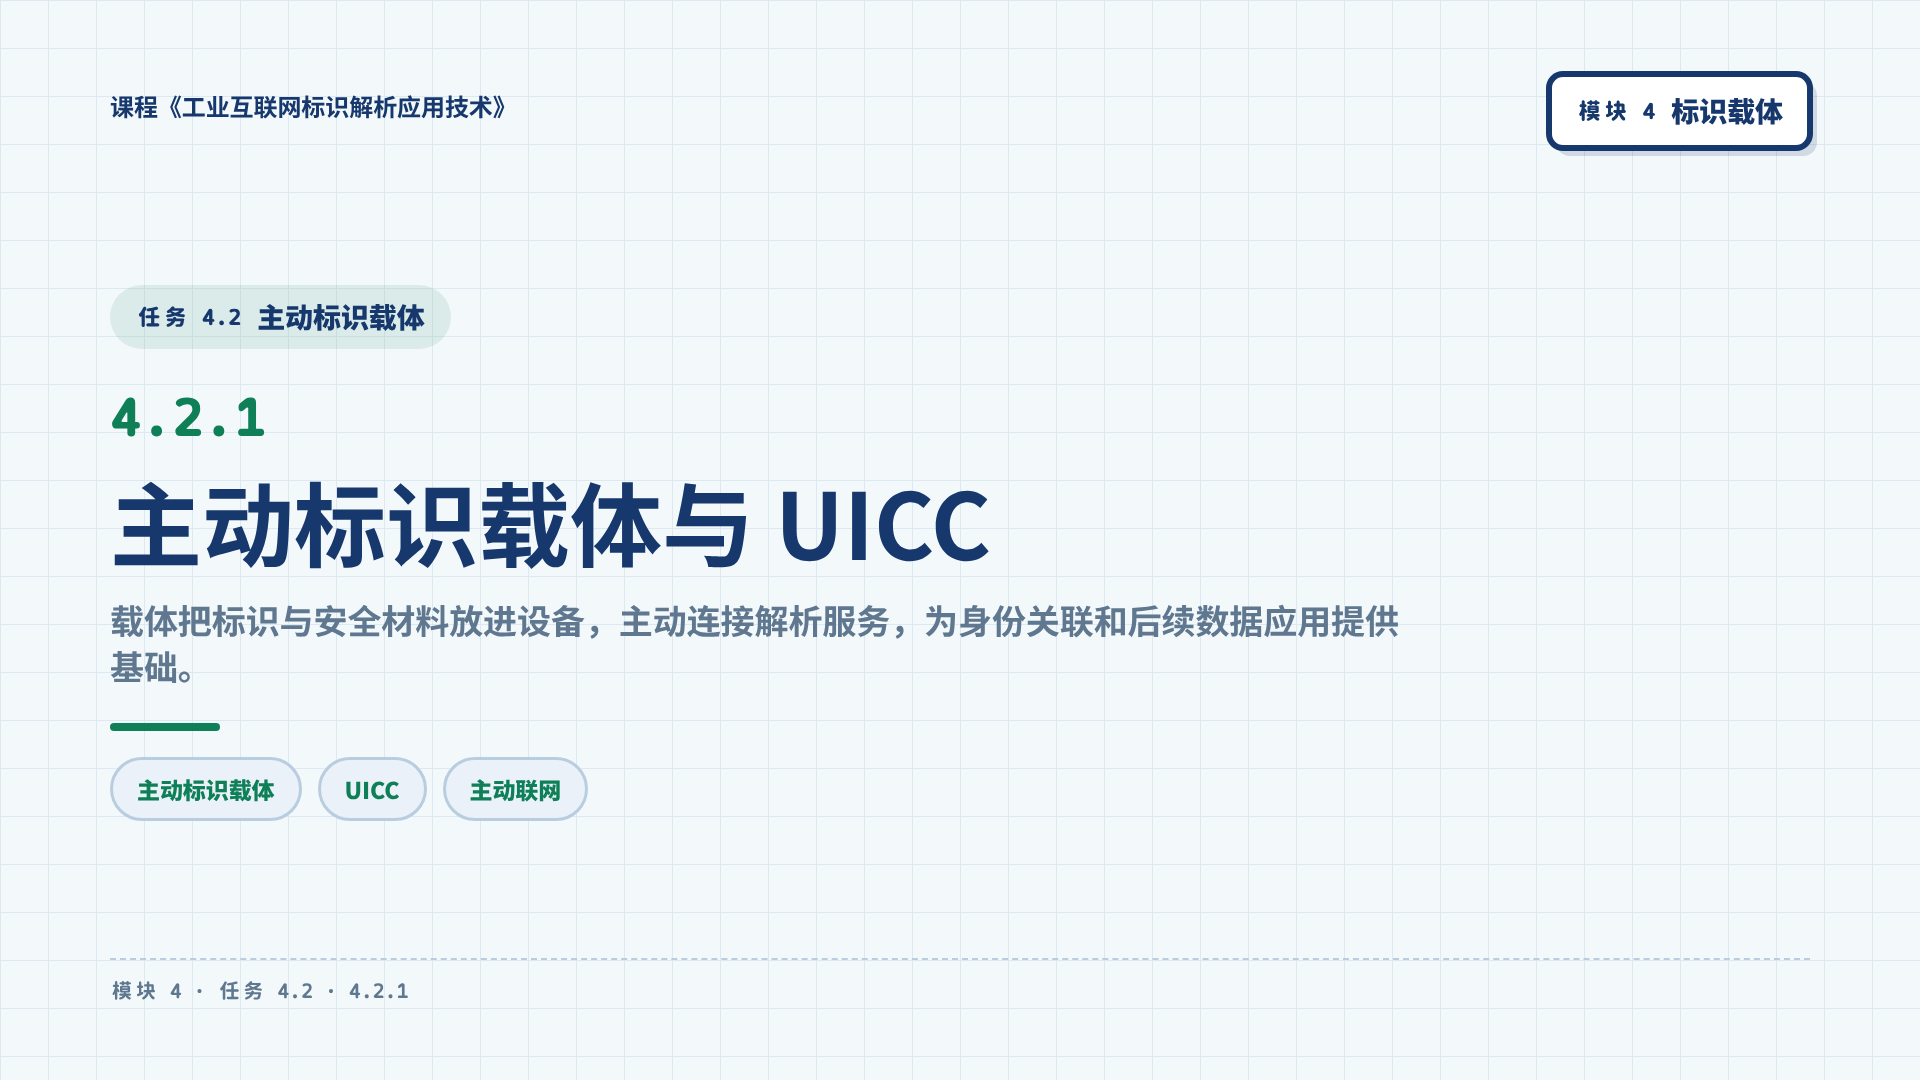 课程《工业互联网标识解析应用技术》
模块 4 标识载体
任务 4.2 主动标识载体
4.2.1
主动标识载体与 UICC
载体把标识与安全材料放进设备，主动连接解析服务，为身份关联和后续数据应用提供
基础。
主动标识载体 UICC 主动联网
模块 4 · 任务 4.2 · 4.2.1